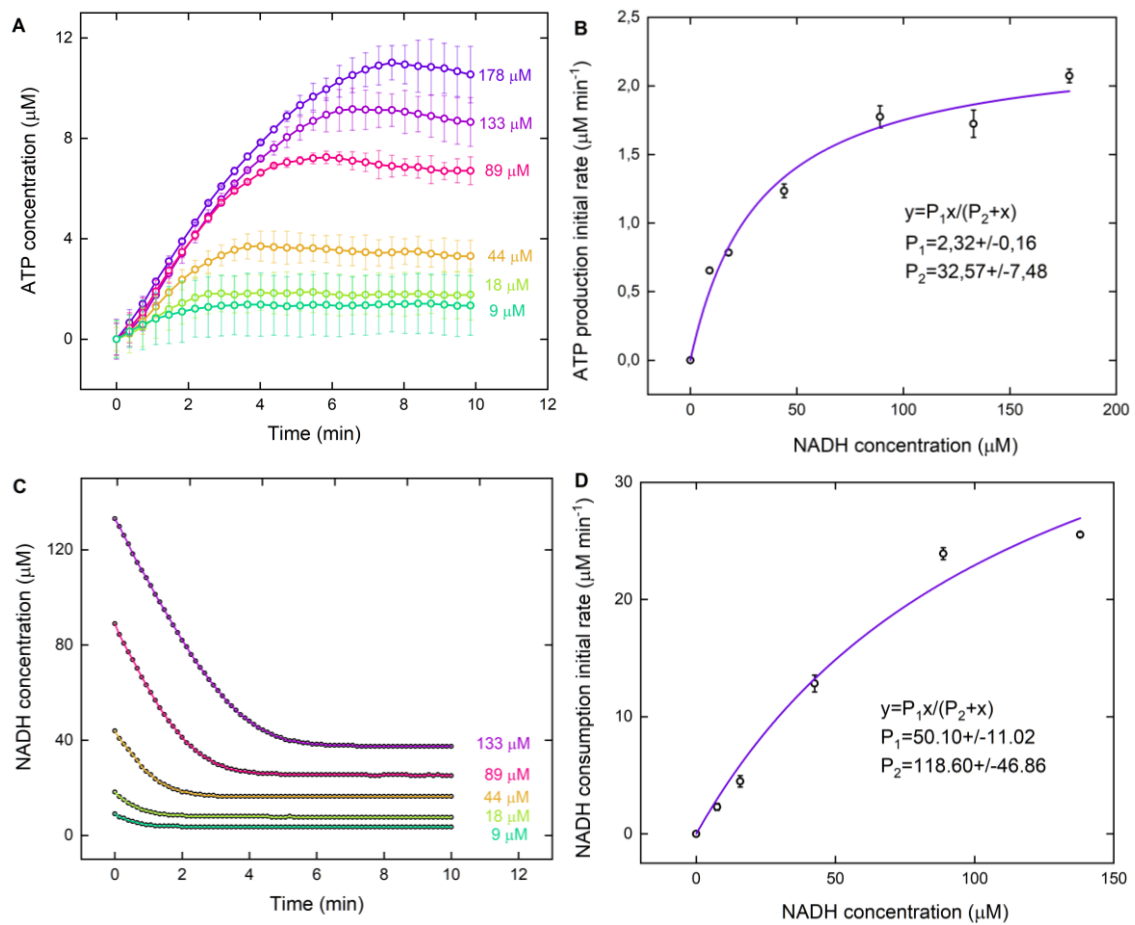 A
ATP concentration (μM)
12
8
4
0
178 μM
133 μM
89 μM
44 μM
18 μM
9 μM
0 2 4 6 8 10 12
Time (min)
B
ATP production initial rate (μM min⁻¹)
2,5
2.0
1,5
1,0
0,5
0,0
y=P₁x/(P₂+x)
P₁=2,32+/-0,16
P₂=32,57+/-7,48
0 50 100 150 200
NADH concentration (μM)
C
NADH concentration (μM)
120
80
40
0
133 μM
89 μM
44 μM
18 μM
9 μM
0 2 4 6 8 10 12
Time (min)
D
NADH consumption initial rate (μM min⁻¹)
30
20
10
0
y=P₁x/(P₂+x)
P₁=50.10+/-11.02
P₂=118.60+/-46.86
0 50 100 150
NADH concentration (μM)